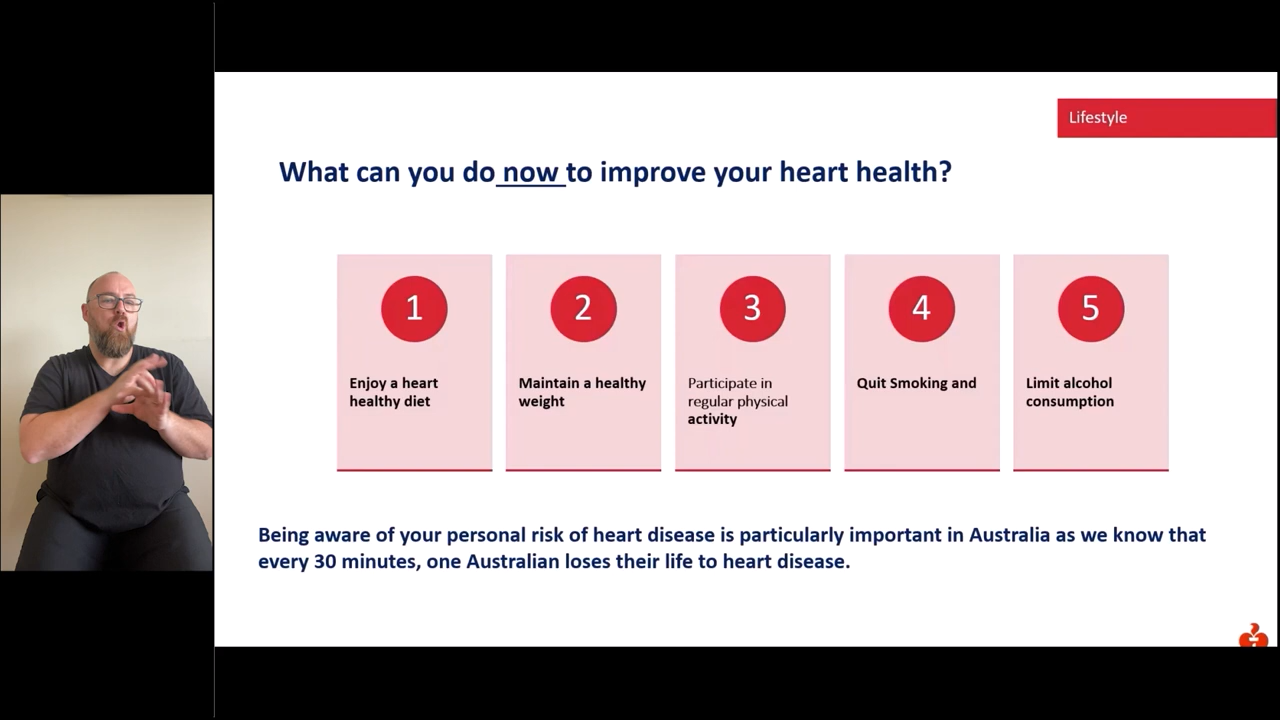 Lifestyle
What can you do now to improve your heart health?
1
Enjoy a heart
healthy diet
2
Maintain a healthy
weight
3
Participate in
regular physical
activity
4
Quit Smoking and
5
Limit alcohol
consumption
Being aware of your personal risk of heart disease is particularly important in Australia as we know that
every 30 minutes, one Australian loses their life to heart disease.